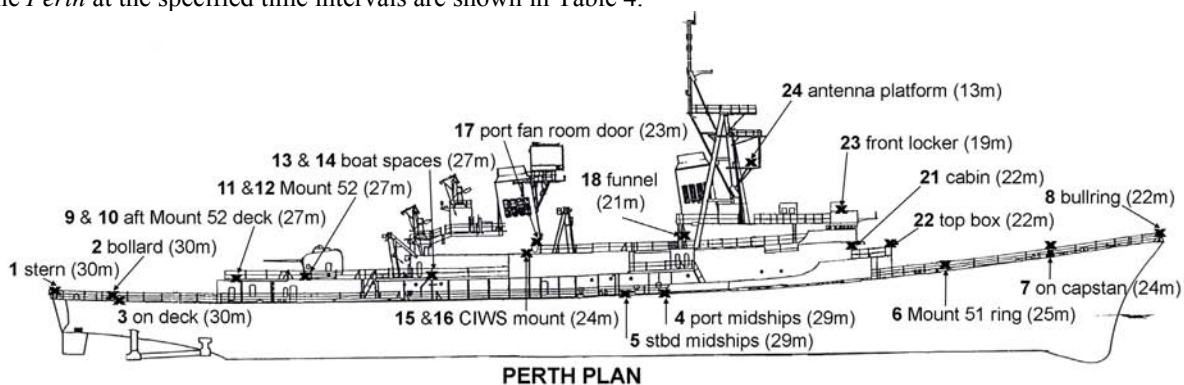 the Perth at the specified time intervals are shown in Table 4.
24 antenna platform (13m)
17 port fan room door (23m)
23 front locker (19m)
13 & 14 boat spaces (27m)
18 funnel
(21m)
21 cabin (22m)
11 &12 Mount 52 (27m)
8 bullring (22m)
9 & 10 aft Mount 52 deck (27m)
22 top box (22m)
2 bollard (30m)
1 stern (30m)
7 on capstan (24m)
3 on deck (30m)
15 &16 CIWS mount (24m)
4 port midships (29m)
6 Mount 51 ring (25m)
5 stbd midships (29m)
PERTH PLAN